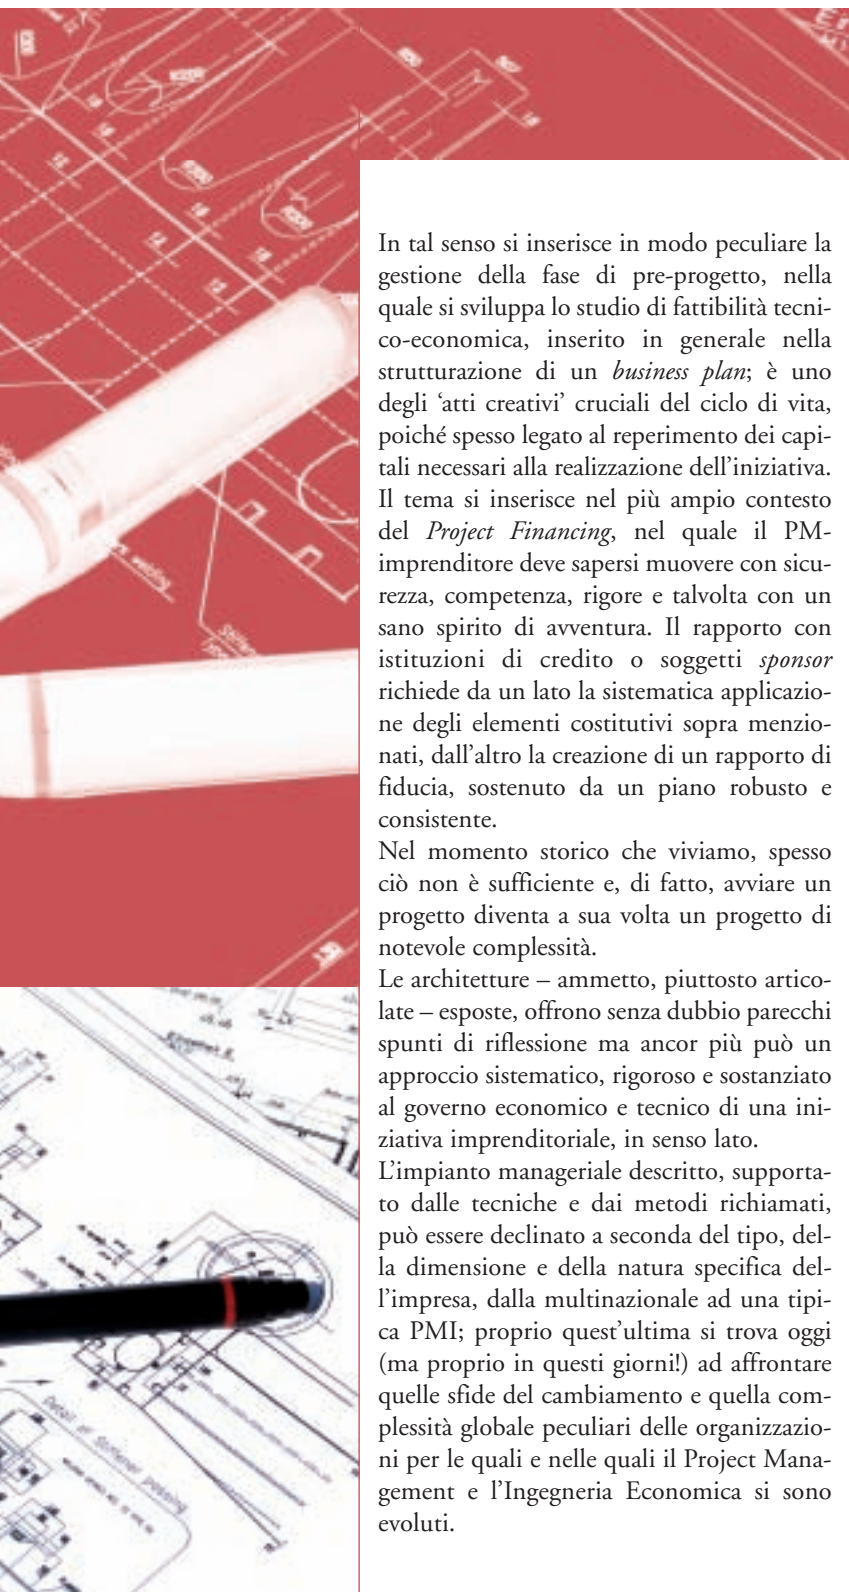 In tal senso si inserisce in modo peculiare la
gestione della fase di pre-progetto, nella
quale si sviluppa lo studio di fattibilità tecni-
co-economica, inserito in generale nella
strutturazione di un business plan; è uno
degli ‘atti creativi’ cruciali del ciclo di vita,
poiché spesso legato al reperimento dei capi-
tali necessari alla realizzazione dell’iniziativa.
Il tema si inserisce nel più ampio contesto
del Project Financing, nel quale il PM-
imprenditore deve sapersi muovere con sicu-
rezza, competenza, rigore e talvolta con un
sano spirito di avventura. Il rapporto con
istituzioni di credito o soggetti sponsor
richiede da un lato la sistematica applicazio-
ne degli elementi costitutivi sopra menzio-
nati, dall’altro la creazione di un rapporto di
fiducia, sostenuto da un piano robusto e
consistente.
Nel momento storico che viviamo, spesso
ciò non è sufficiente e, di fatto, avviare un
progetto diventa a sua volta un progetto di
notevole complessità.
Le architetture – ammetto, piuttosto artico-
late – esposte, offrono senza dubbio parecchi
spunti di riflessione ma ancor più può un
approccio sistematico, rigoroso e sostanziato
al governo economico e tecnico di una ini-
ziativa imprenditoriale, in senso lato.
L’impianto manageriale descritto, supporta-
to dalle tecniche e dai metodi richiamati,
può essere declinato a seconda del tipo, del-
la dimensione e della natura specifica del-
l’impresa, dalla multinazionale ad una tipi-
ca PMI; proprio quest’ultima si trova oggi
(ma proprio in questi giorni!) ad affrontare
quelle sfide del cambiamento e quella com-
plessità globale peculiari delle organizzazio-
ni per le quali e nelle quali il Project Mana-
gement e l’Ingegneria Economica si sono
evoluti.
welding
Detail of Stiffener passing